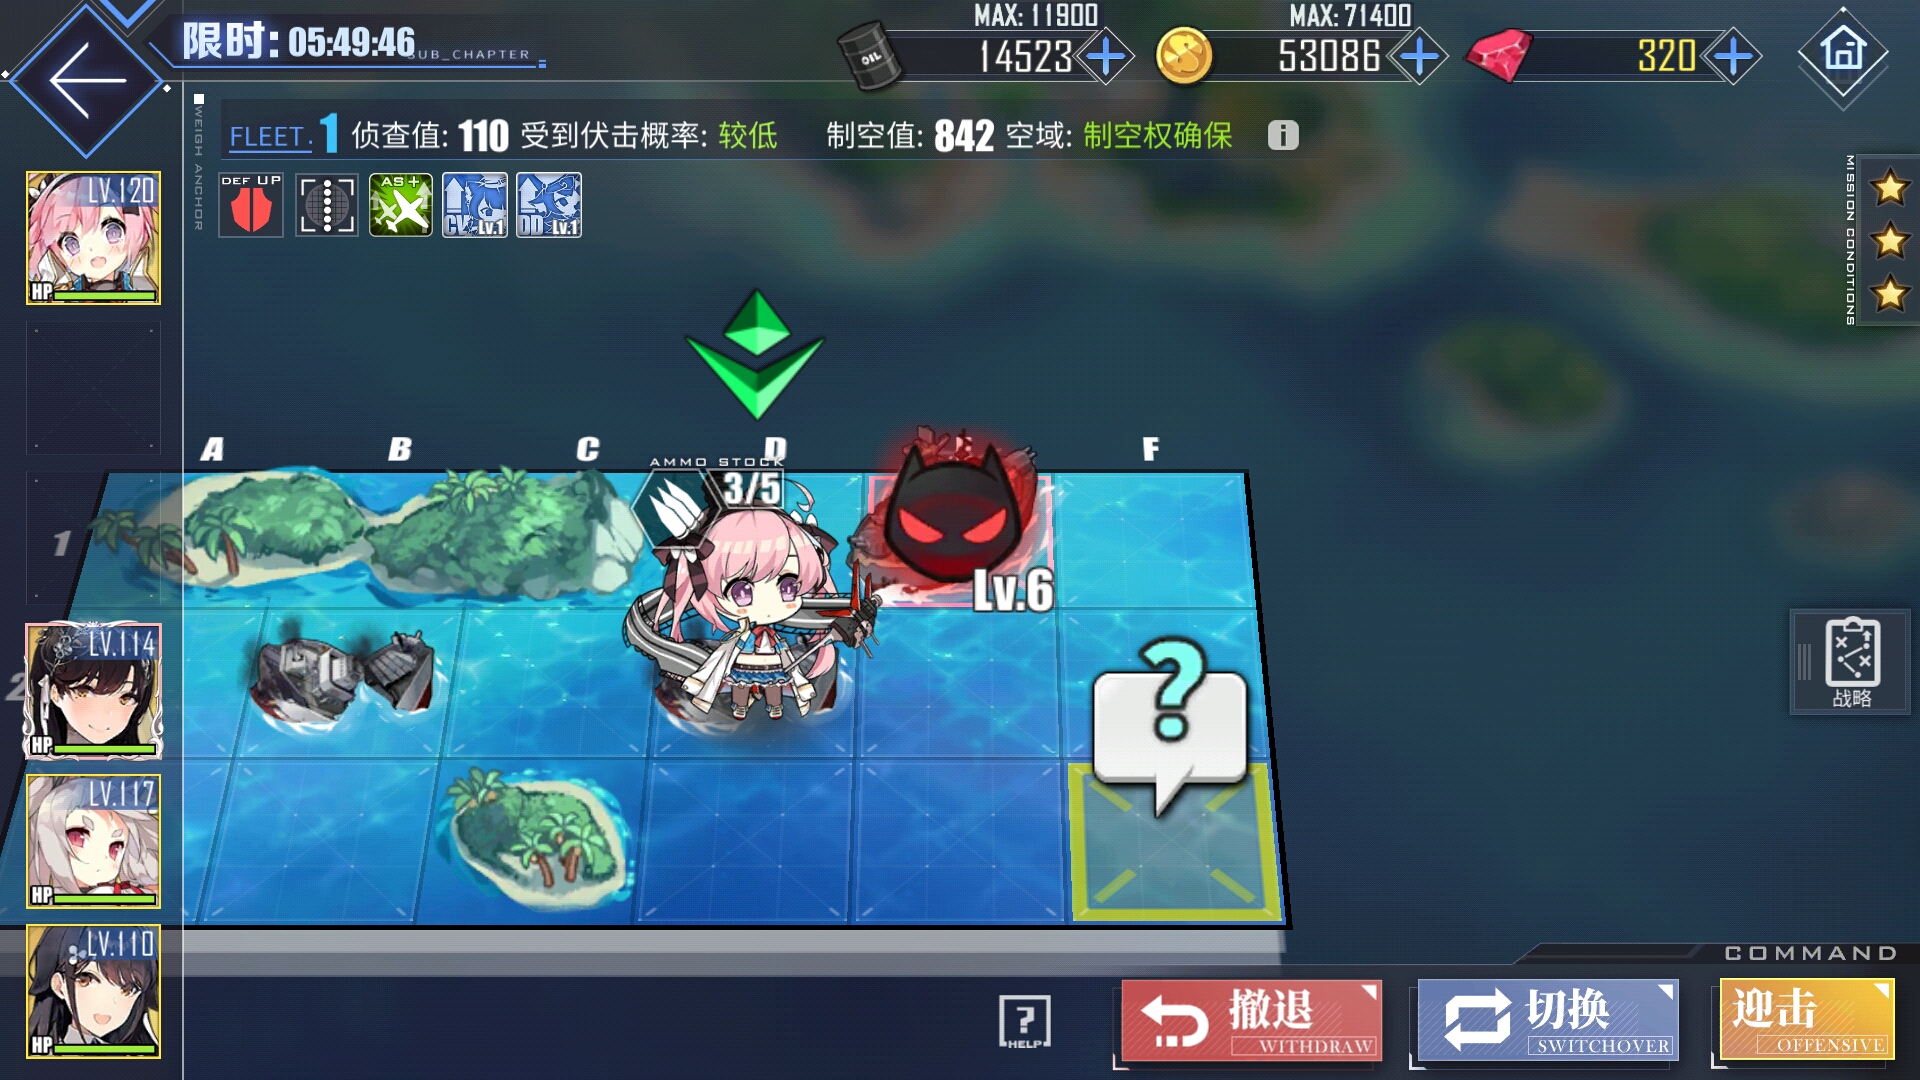 限时: 05:49:46
SUB_CHAPTER
MAX: 11900
14523
OIL
MAX: 71400
53086
320
WEIGH ANCHOR
FLEET. 1 侦查值: 110 受到伏击概率: 较低 制空值: 842 空域: 制空权确保 i
DEF UP
AS+
CV Lv.1
DD Lv.1
MISSION CONDITIONS
LV.120
HP
LV.114
HP
LV.117
HP
LV.110
HP
A B C D E F
AMMO STOCK
3/5
1
2
Lv.6
?
战略
COMMAND
?
HELP
撤退
WITHDRAW
切换
SWITCHOVER
迎击
OFFENSIVE